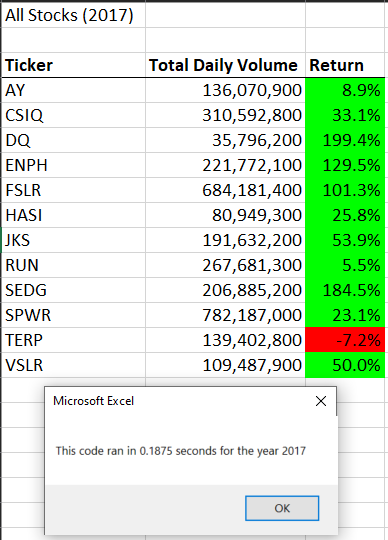 All Stocks (2017)
Ticker Total Daily Volume Return
AY 136,070,900 8.9%
CSIQ 310,592,800 33.1%
DQ 35,796,200 199.4%
ENPH 221,772,100 129.5%
FSLR 684,181,400 101.3%
HASI 80,949,300 25.8%
JKS 191,632,200 53.9%
RUN 267,681,300 5.5%
SEDG 206,885,200 184.5%
SPWR 782,187,000 23.1%
TERP 139,402,800 -7.2%
VSLR 109,487,900 50.0%
Microsoft Excel
This code ran in 0.1875 seconds for the year 2017
OK